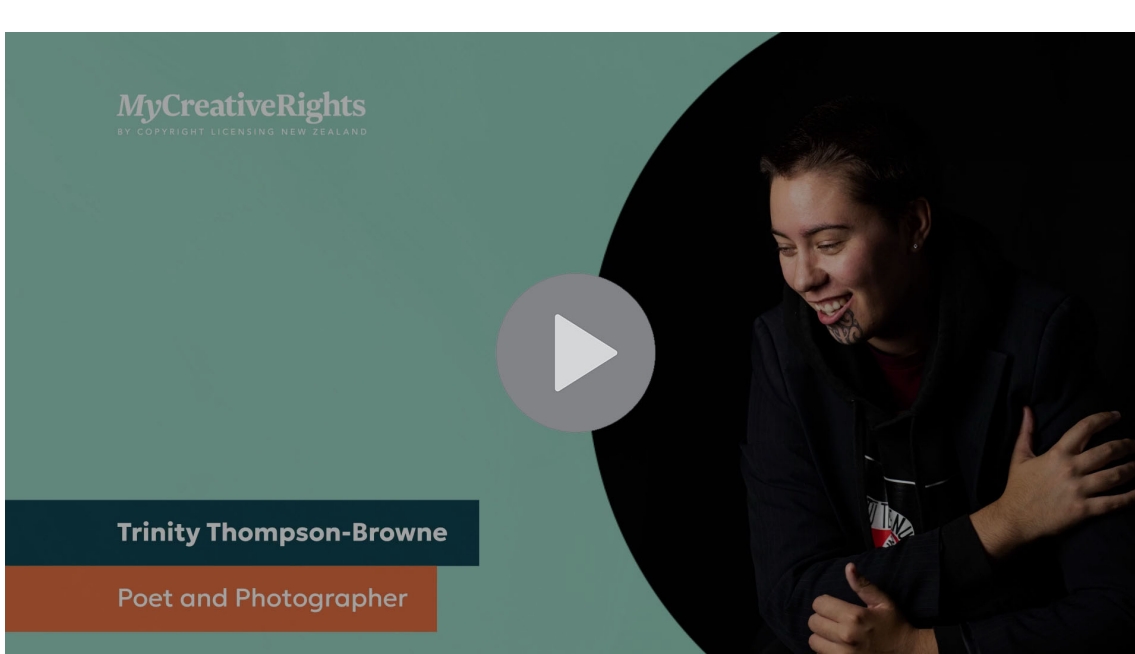 MyCreativeRights
BY COPYRIGHT LICENSING NEW ZEALAND
Trinity Thompson-Browne
Poet and Photographer